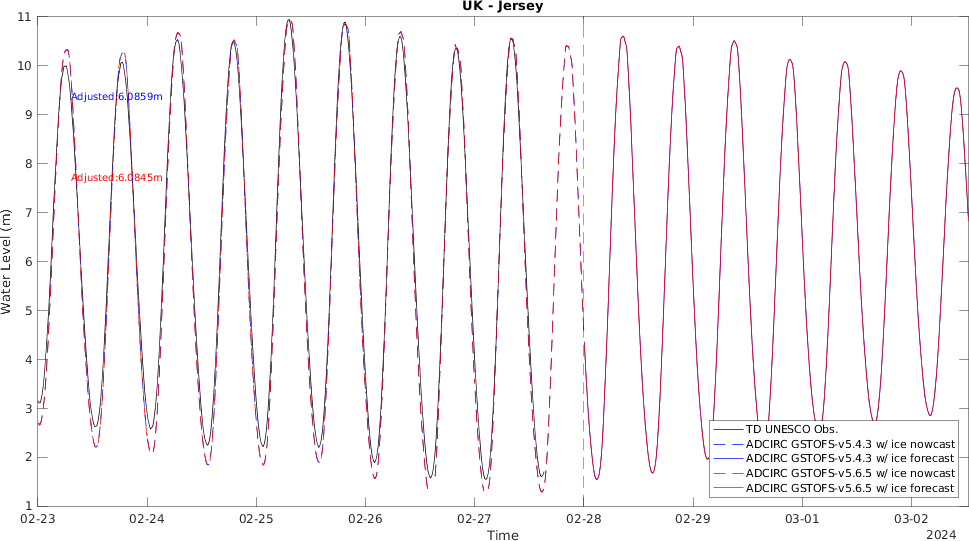 UK - Jersey
11
10
9
8
7
6
5
4
3
2
1
Water Level (m)
Adjusted:6.0859m
Adjusted:6.0845m
TD UNESCO Obs.
ADCIRC GSTOFS-v5.4.3 w/ ice nowcast
ADCIRC GSTOFS-v5.4.3 w/ ice forecast
ADCIRC GSTOFS-v5.6.5 w/ ice nowcast
ADCIRC GSTOFS-v5.6.5 w/ ice forecast
02-23 02-24 02-25 02-26 02-27 02-28 02-29 03-01 03-02
Time
2024